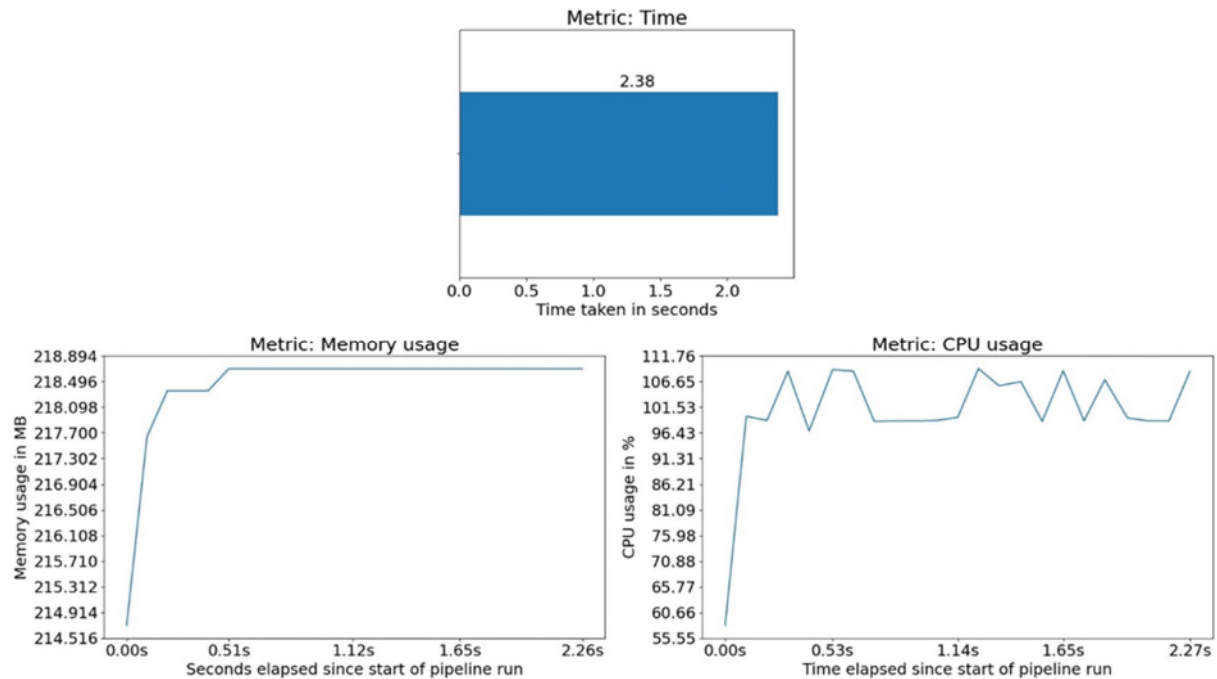 Metric: Time
2.38
0.0 0.5 1.0 1.5 2.0
Time taken in seconds
Metric: Memory usage
218.894
218.496
218.098
217.700
217.302
216.904
216.506
216.108
215.710
215.312
214.914
214.516
Memory usage in MB
0.00s 0.51s 1.12s 1.65s 2.26s
Seconds elapsed since start of pipeline run
Metric: CPU usage
111.76
106.65
101.53
96.43
91.31
86.21
81.09
75.98
70.88
65.77
60.66
55.55
CPU usage in %
0.00s 0.53s 1.14s 1.65s 2.27s
Time elapsed since start of pipeline run